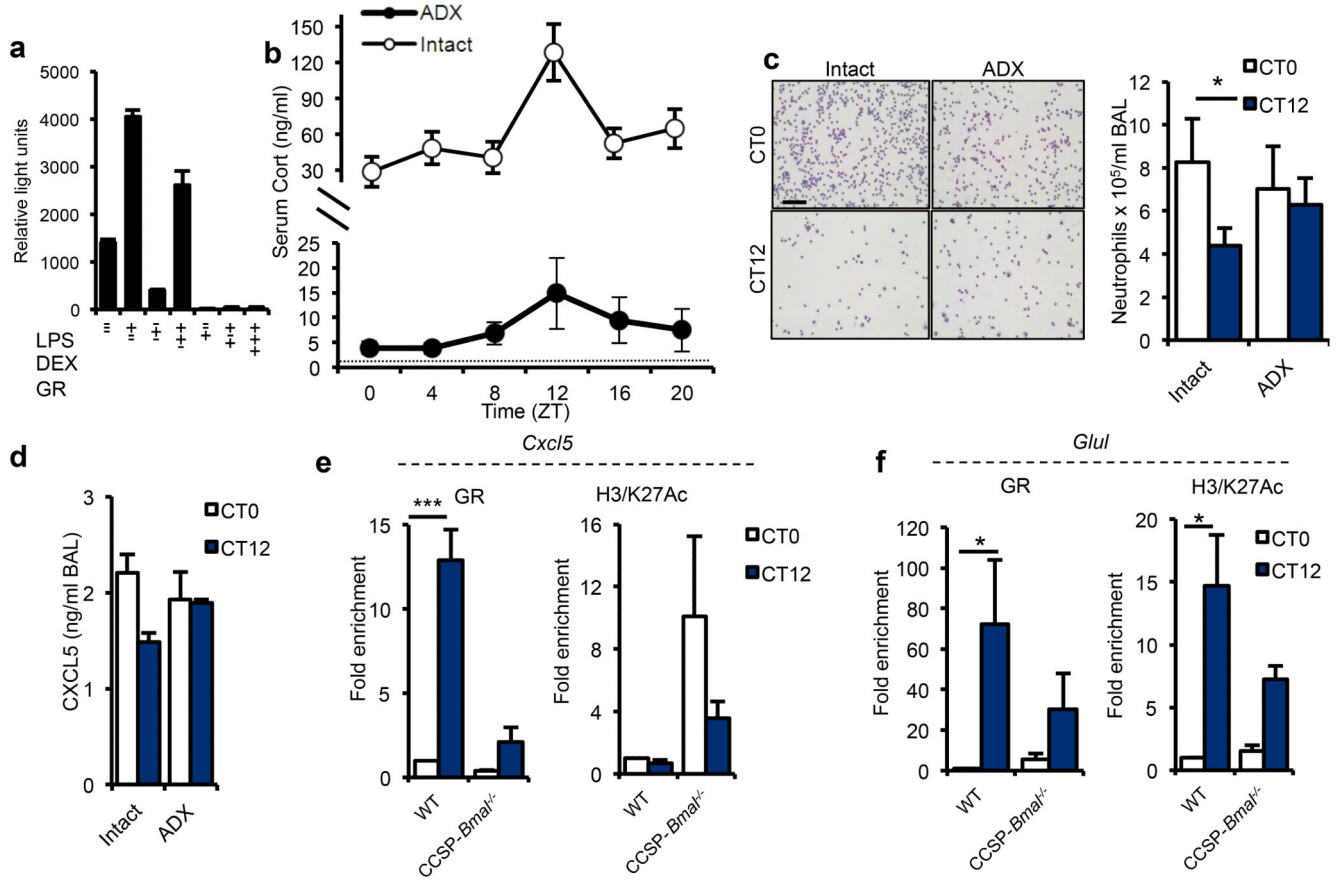 a
5000
4000
3000
2000
1000
0
Relative light units
LPS
DEX
GR
b
ADX
Intact
150
120
90
60
30
25
20
15
10
5
0
Serum Cort (ng/ml)
0 4 8 12 16 20
Time (ZT)
c
Intact ADX
CT0
CT12
CT0
CT12
*
12
10
8
6
4
2
0
Neutrophils x 10⁵/ml BAL
Intact ADX
d
3
2
1
0
CXCL5 (ng/ml BAL)
CT0
CT12
Intact ADX
e
Cxcl5
GR
***
15
10
5
0
Fold enrichment
WT CCSP-Bmal-/-
H3/K27Ac
CT0
CT12
16
12
8
4
0
Fold enrichment
WT CCSP-Bmal-/-
f
Glul
GR
*
120
100
80
60
40
20
0
Fold enrichment
WT CCSP-Bmal-/-
H3/K27Ac
*
CT0
CT12
20
15
10
5
0
Fold enrichment
WT CCSP-Bmal-/-